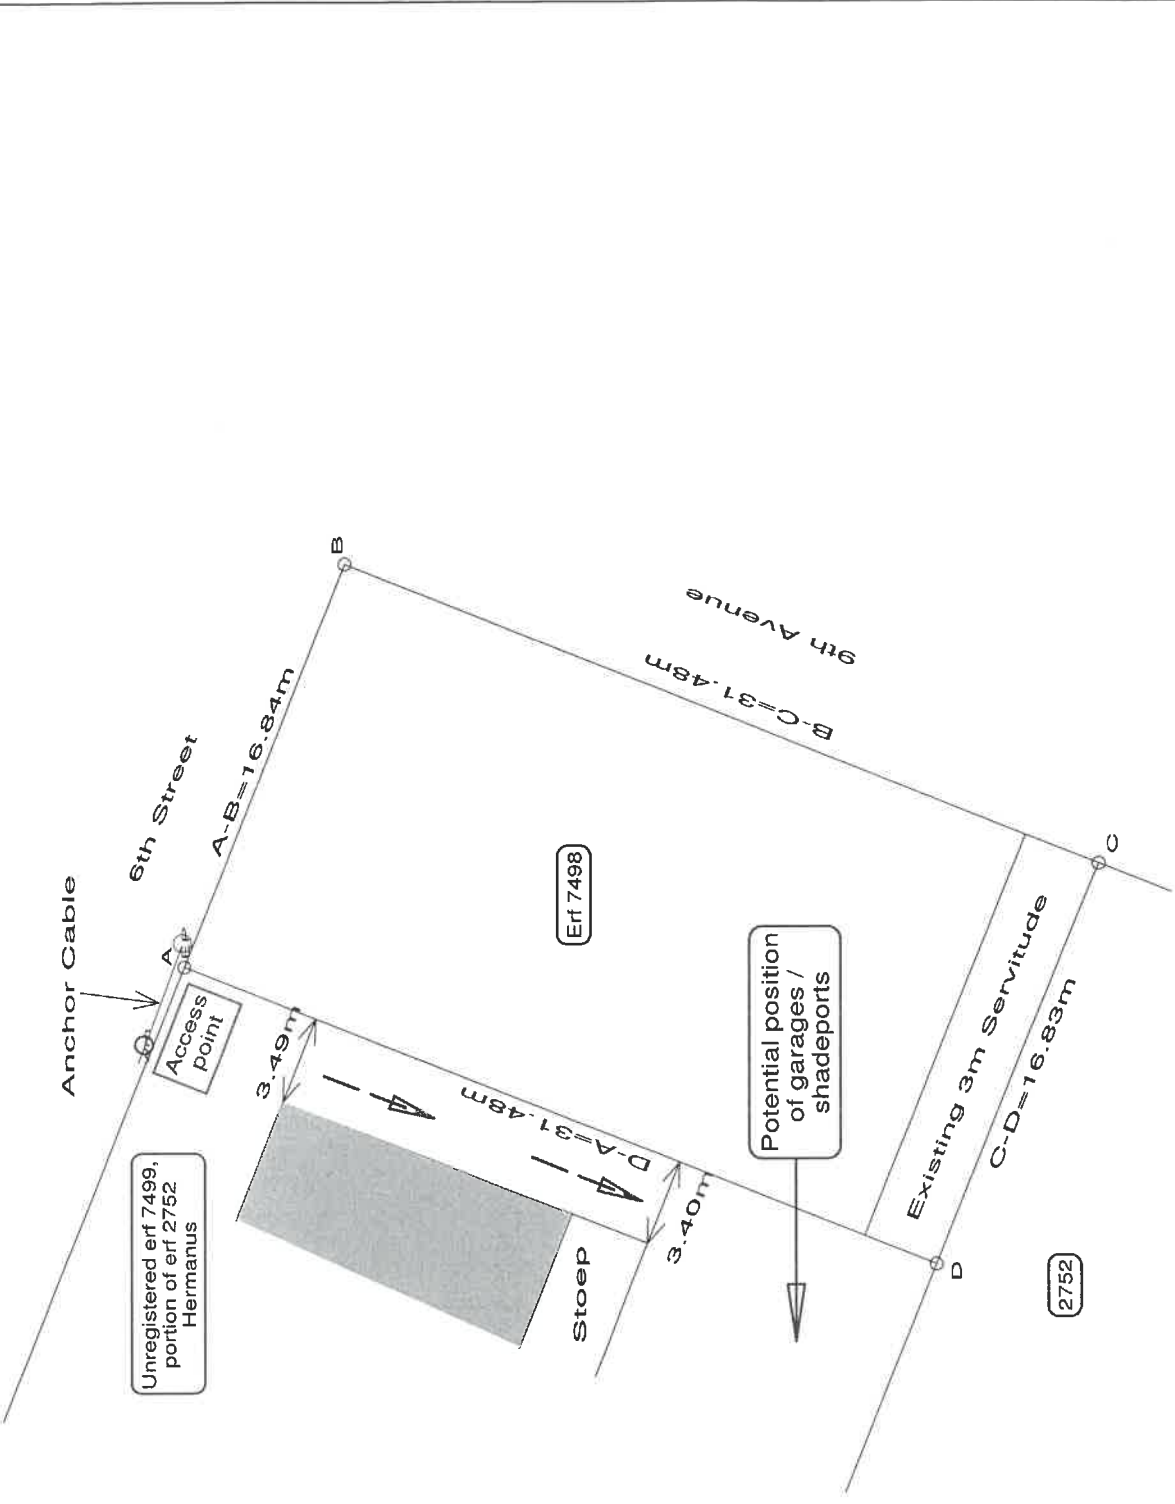 Anchor Cable
6th Street
A
B
A-B=16.84m
Access
point
3.49m
Unregistered erf 7499,
portion of erf 2752
Hermanus
9th Avenue
B-C=31.48m
Erf 7498
D-A=31.48m
Stoep
3.40m
Potential position
of garages /
shadeports
Existing 3m Servitude
C-D=16.83m
C
D
2752